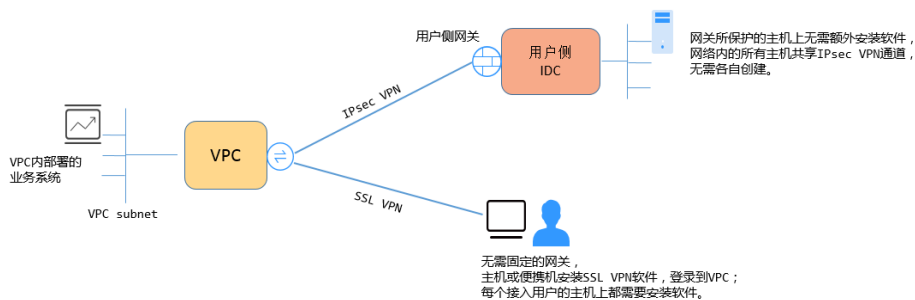 用户侧网关
用户侧
IDC
网关所保护的主机上无需额外安装软件，
网络内的所有主机共享IPsec VPN通道，
无需各自创建。
IPsec VPN
VPC
VPC内部署的
业务系统
VPC subnet
SSL VPN
无需固定的网关，
主机或便携机安装SSL VPN软件，登录到VPC；
每个接入用户的主机上都需要安装软件。